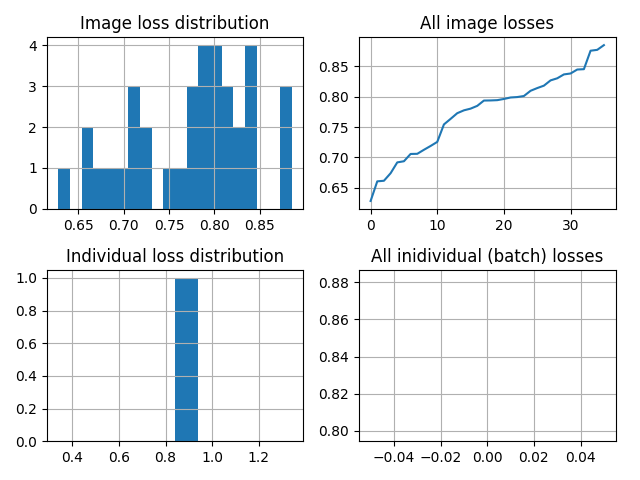 Image loss distribution
4
3
2
1
0
0.65 0.70 0.75 0.80 0.85
All image losses
0.85
0.80
0.75
0.70
0.65
0 10 20 30
Individual loss distribution
1.0
0.8
0.6
0.4
0.2
0.0
0.4 0.6 0.8 1.0 1.2
All inidividual (batch) losses
0.88
0.86
0.84
0.82
0.80
−0.04 −0.02 0.00 0.02 0.04